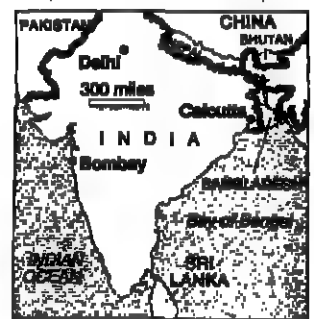 PAKISTAN
CHINA
BHUTAN
Delhi
300 miles
Calcutta
INDIA
Bombay
BANGLADESH
Bay of Bengal
INDIAN
OCEAN
SRI
LANKA